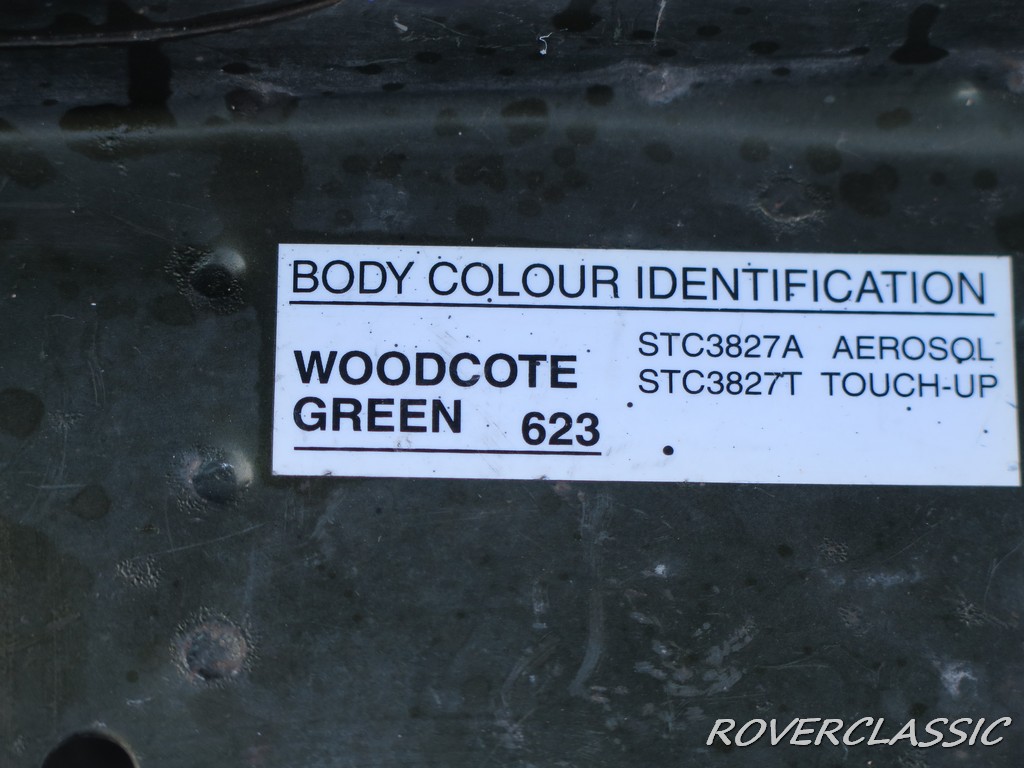 BODY COLOUR IDENTIFICATION
WOODCOTE
GREEN 623
STC3827A AEROSOL
STC3827T TOUCH-UP
ROVERCLASSIC